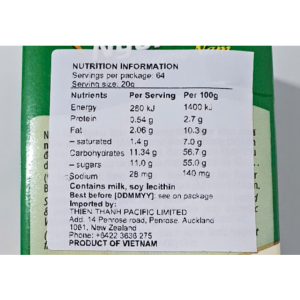 NUTRITION INFORMATION
Servings per package: 64
Serving size: 20g
Nutrients Per Serving Per 100g
Energy 280 kJ 1400 kJ
Protein 0.54 g 2.7 g
Fat 2.06 g 10.3 g
– saturated 1.4 g 7.0 g
Carbohydrates 11.34 g 56.7 g
– sugars 11.0 g 55.0 g
Sodium 28 mg 140 mg
Contains milk, soy lecithin
Best before [DDMMYY]: see on package
Imported by:
THIEN THANH PACIFIC LIMITED
Add: 14 Penrose road, Penrose, Auckland
1061, New Zealand
Phone: +6422 3636 275
PRODUCT OF VIETNAM